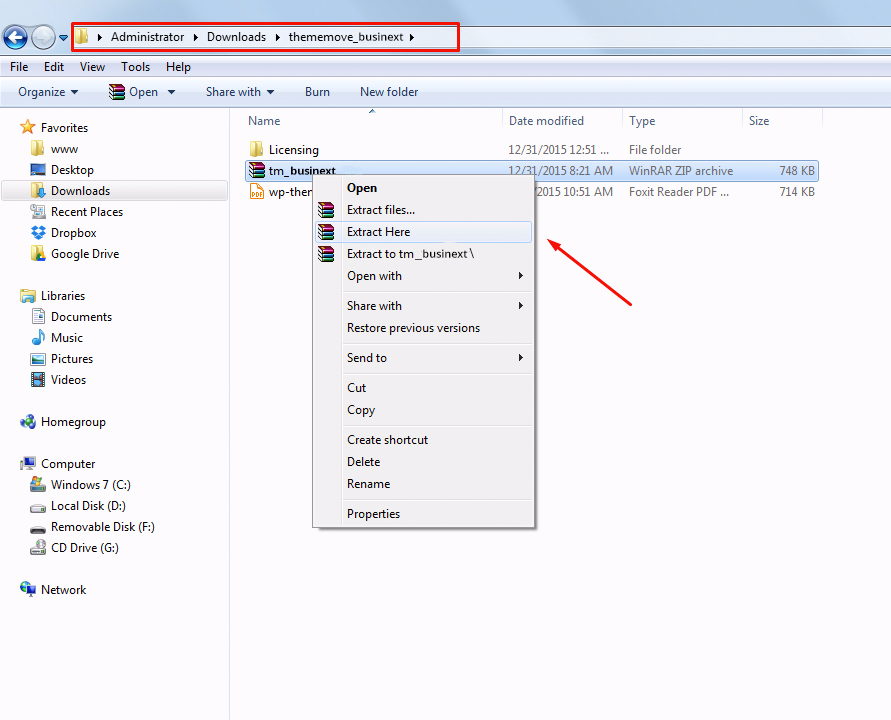 Administrator Downloads thememove_businext
File Edit View Tools Help
Organize Open Share with Burn New folder
Name Date modified Type Size
Favorites
www
Desktop
Downloads
Recent Places
Dropbox
Google Drive
Libraries
Documents
Music
Pictures
Videos
Homegroup
Computer
Windows 7 (C:)
Local Disk (D:)
Removable Disk (F:)
CD Drive (G:)
Network
Licensing 12/31/2015 12:51 ... File folder
tm_businext 12/31/2015 8:21 AM WinRAR ZIP archive 748 KB
2015 10:51 AM Foxit Reader PDF ... 714 KB
Open
Extract files...
Extract Here
Extract to tm_businext\
Open with
Share with
Restore previous versions
Send to
Cut
Copy
Create shortcut
Delete
Rename
Properties